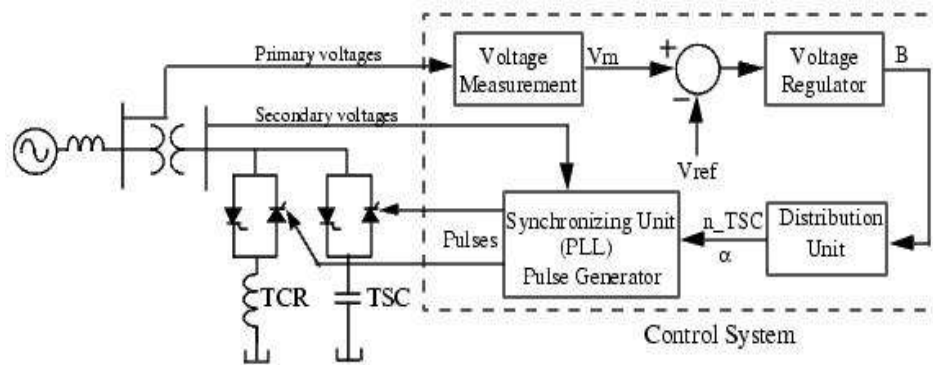 Primary voltages
Voltage
Measurement
Vm
+
−
Voltage
Regulator
B
Secondary voltages
Vref
Synchronizing Unit
(PLL)
Pulse Generator
n_TSC
α
Distribution
Unit
Pulses
TCR
TSC
Control System